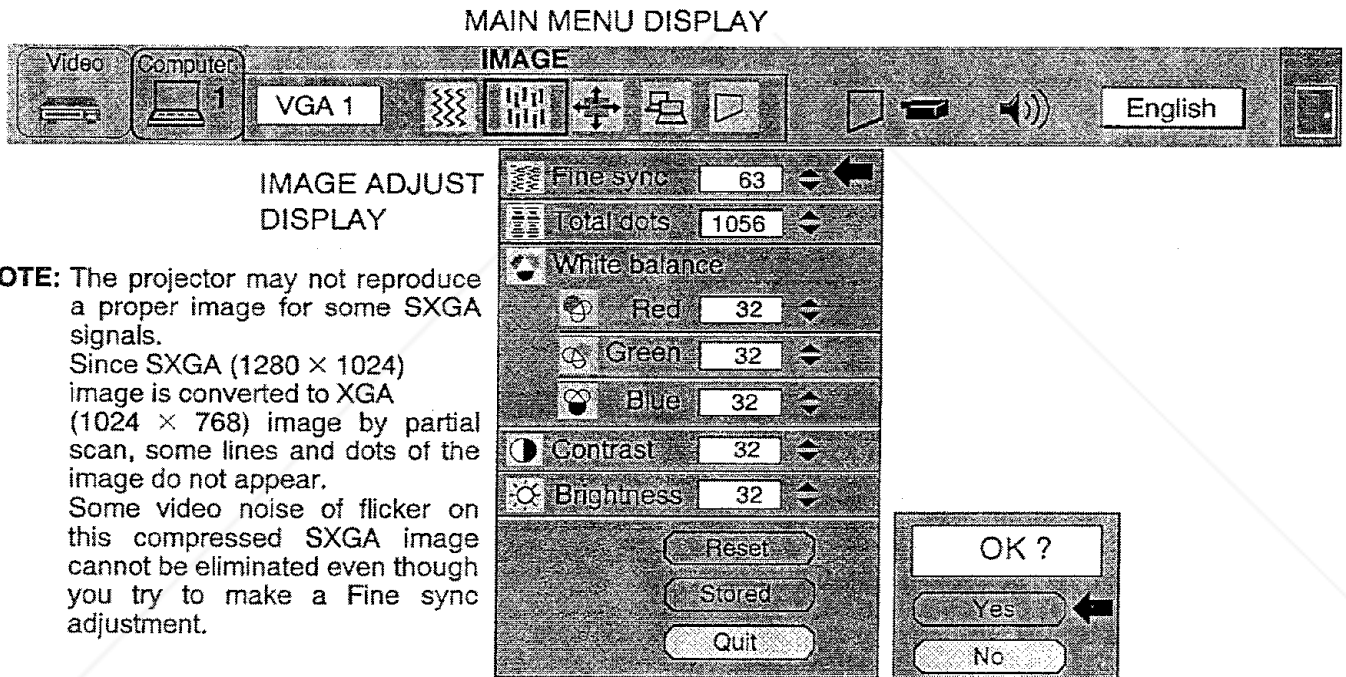 MAIN MENU DISPLAY
IMAGE
Video
Computer
1
VGA 1
English
IMAGE ADJUST
DISPLAY
Fine sync 63
Total dots 1056
White balance
Red 32
Green 32
Blue 32
Contrast 32
Brightness 32
Reset
Stored
Quit
OK ?
Yes
No
OTE: The projector may not reproduce
a proper image for some SXGA
signals.
Since SXGA (1280 × 1024)
image is converted to XGA
(1024 × 768) image by partial
scan, some lines and dots of the
image do not appear.
Some video noise of flicker on
this compressed SXGA image
cannot be eliminated even though
you try to make a Fine sync
adjustment.